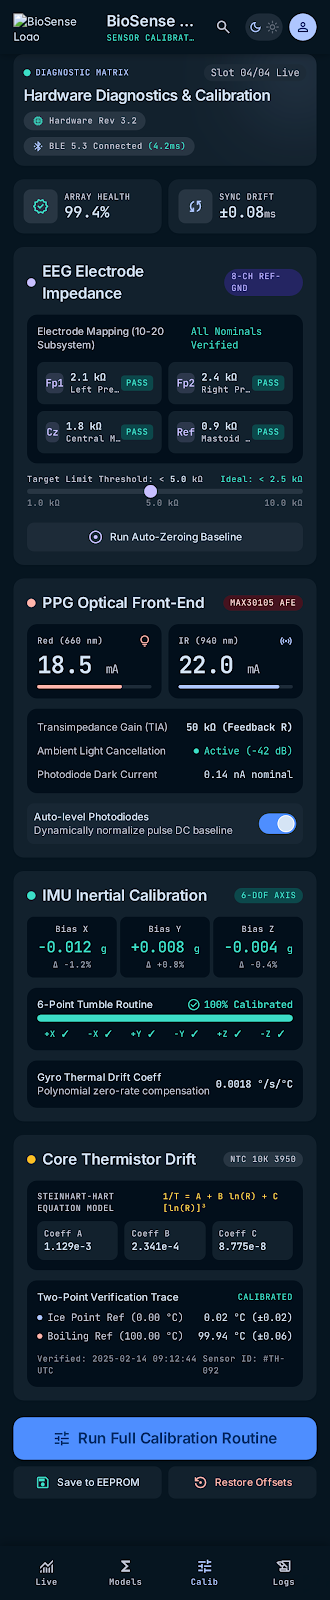 BioSense Logo
BioSense ...
SENSOR CALIBRAT…
DIAGNOSTIC MATRIX
Slot 04/04 Live
Hardware Diagnostics & Calibration
Hardware Rev 3.2
BLE 5.3 Connected (4.2ms)
ARRAY HEALTH
99.4%
SYNC DRIFT
±0.08ms
EEG Electrode
Impedance
8-CH REF-
GND
Electrode Mapping (10-20
Subsystem)
All Nominals
Verified
Fp1
2.1 kΩ
Left Pre…
PASS
Fp2
2.4 kΩ
Right Pr…
PASS
Cz
1.8 kΩ
Central M…
PASS
Ref
0.9 kΩ
Mastoid …
PASS
Target Limit Threshold: < 5.0 kΩ
Ideal: < 2.5 kΩ
1.0 kΩ
5.0 kΩ
10.0 kΩ
Run Auto-Zeroing Baseline
PPG Optical Front-End
MAX30105 AFE
Red (660 nm)
18.5 mA
IR (940 nm)
22.0 mA
Transimpedance Gain (TIA)
50 kΩ (Feedback R)
Ambient Light Cancellation
Active (-42 dB)
Photodiode Dark Current
0.14 nA nominal
Auto-level Photodiodes
Dynamically normalize pulse DC baseline
IMU Inertial Calibration
6-DOF AXIS
Bias X
-0.012 g
Δ -1.2%
Bias Y
+0.008 g
Δ +0.8%
Bias Z
-0.004 g
Δ -0.4%
6-Point Tumble Routine
100% Calibrated
+X ✓
-X ✓
+Y ✓
-Y ✓
+Z ✓
-Z ✓
Gyro Thermal Drift Coeff
Polynomial zero-rate compensation
0.0018 °/s/°C
Core Thermistor Drift
NTC 10K 3950
STEINHART-HART
EQUATION MODEL
1/T = A + B ln(R) + C
[ln(R)]³
Coeff A
1.129e-3
Coeff B
2.341e-4
Coeff C
8.775e-8
Two-Point Verification Trace
CALIBRATED
Ice Point Ref (0.00 °C)
0.02 °C (±0.02)
Boiling Ref (100.00 °C)
99.94 °C (±0.06)
Verified: 2025-02-14 09:12:44
UTC
Sensor ID: #TH-
092
Run Full Calibration Routine
Save to EEPROM
Restore Offsets
Live
Models
Calib
Logs